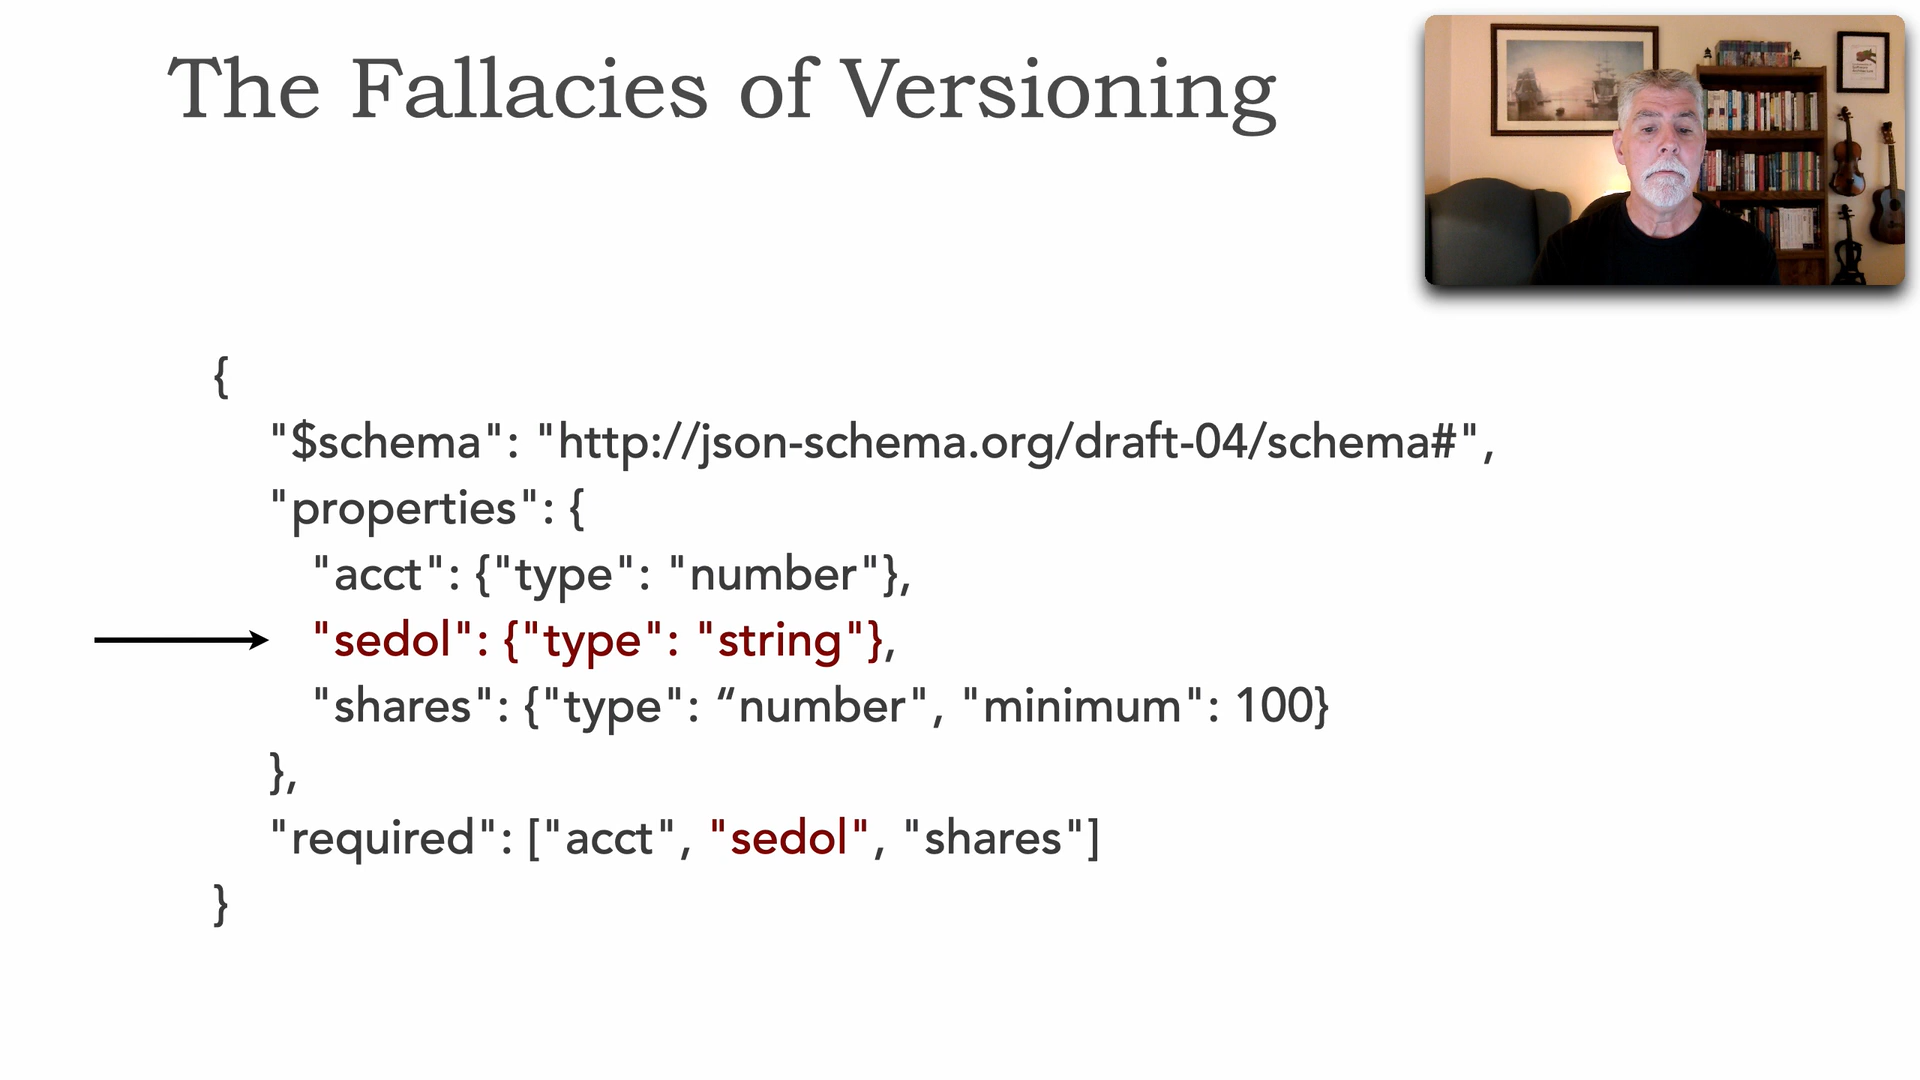 The Fallacies of Versioning
{
"$schema": "http://json-schema.org/draft-04/schema#",
"properties": {
"acct": {"type": "number"},
"sedol": {"type": "string"},
"shares": {"type": “number", "minimum": 100}
},
"required": ["acct", "sedol", "shares"]
}